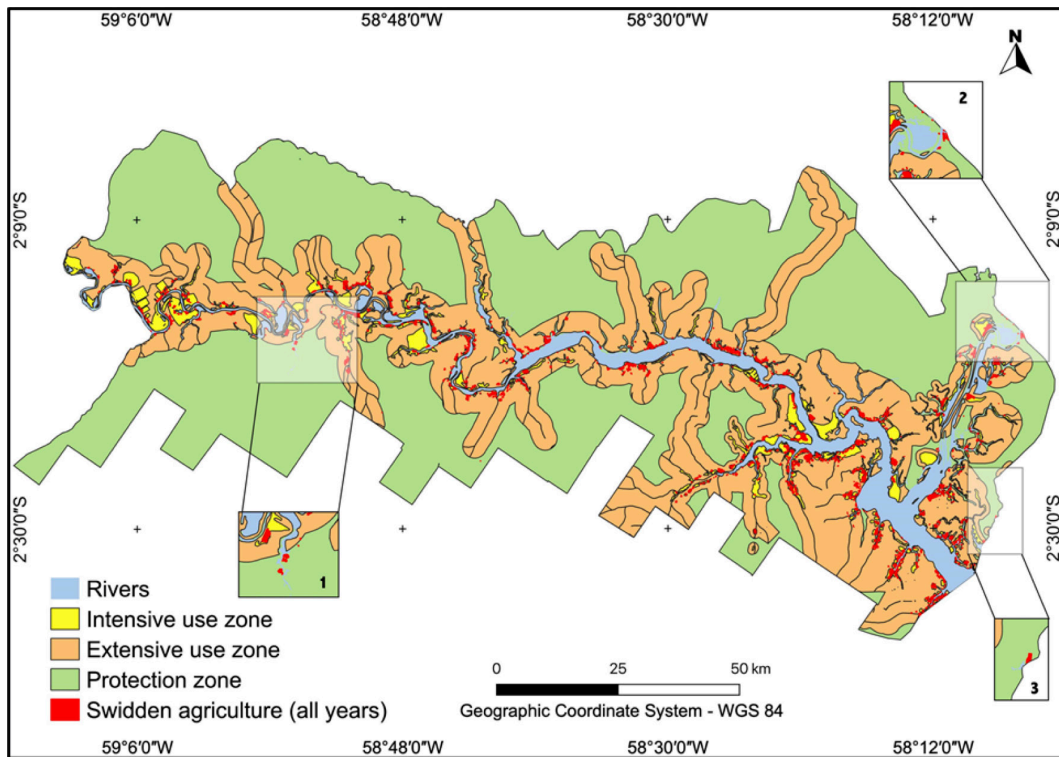 59°6′0″W 58°48′0″W 58°30′0″W 58°12′0″W
N
2
2°9′0″S 2°9′0″S
2°30′0″S 2°30′0″S
1
Rivers
Intensive use zone
Extensive use zone
Protection zone
Swidden agriculture (all years)
0 25 50 km
Geographic Coordinate System - WGS 84
3
59°6′0″W 58°48′0″W 58°30′0″W 58°12′0″W